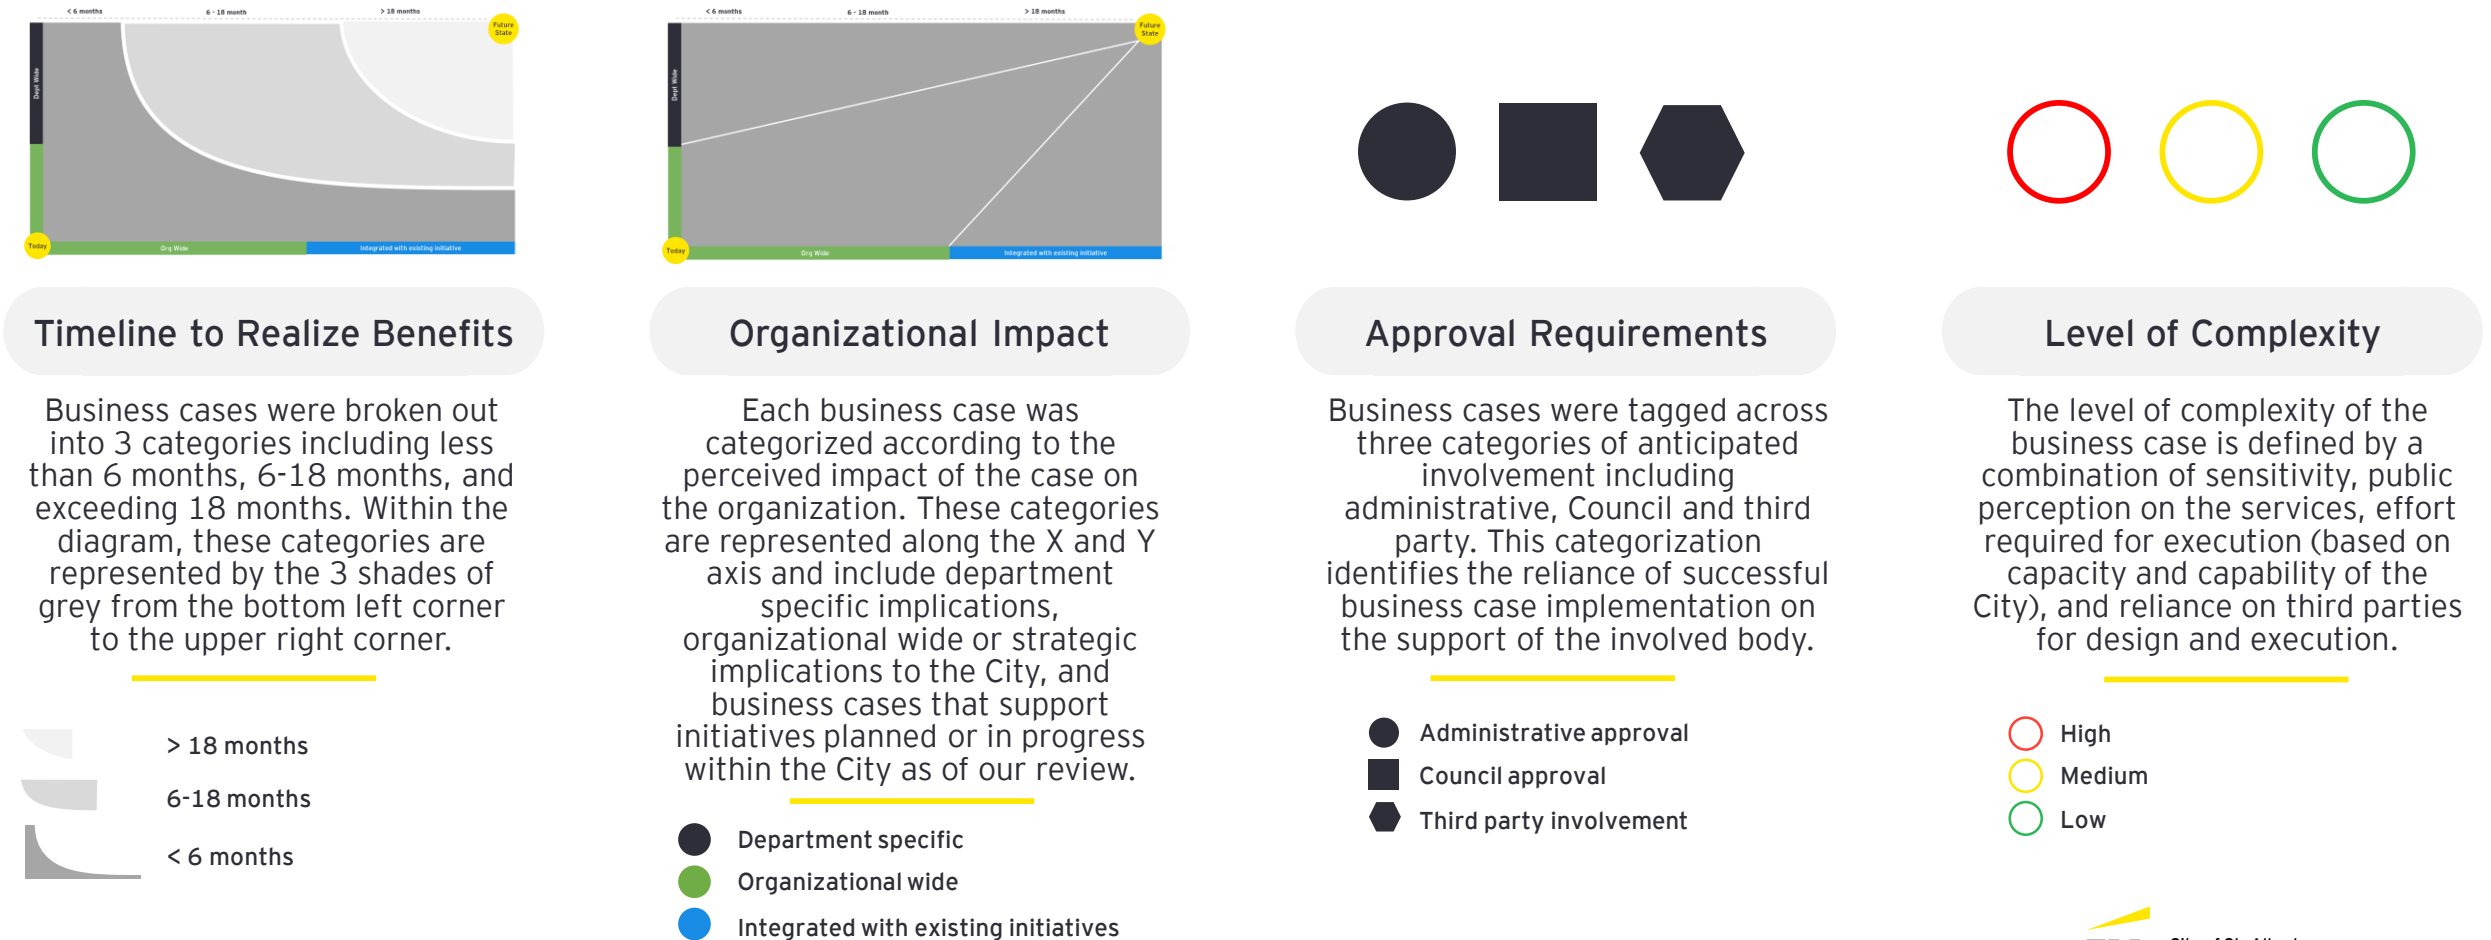 < 6 months
6 - 18 month
> 18 months
Future
State
Dept Wide
Today
Org Wide
Integrated with existing initiative
Timeline to Realize Benefits
Business cases were broken out
into 3 categories including less
than 6 months, 6-18 months, and
exceeding 18 months. Within the
diagram, these categories are
represented by the 3 shades of
grey from the bottom left corner
to the upper right corner.
> 18 months
6-18 months
< 6 months
< 6 months
6 - 18 month
> 18 months
Future
State
Dept Wide
Today
Org Wide
Integrated with existing initiative
Organizational Impact
Each business case was
categorized according to the
perceived impact of the case on
the organization. These categories
are represented along the X and Y
axis and include department
specific implications,
organizational wide or strategic
implications to the City, and
business cases that support
initiatives planned or in progress
within the City as of our review.
Department specific
Organizational wide
Integrated with existing initiatives
Approval Requirements
Business cases were tagged across
three categories of anticipated
involvement including
administrative, Council and third
party. This categorization
identifies the reliance of successful
business case implementation on
the support of the involved body.
Administrative approval
Council approval
Third party involvement
Level of Complexity
The level of complexity of the
business case is defined by a
combination of sensitivity, public
perception on the services, effort
required for execution (based on
capacity and capability of the
City), and reliance on third parties
for design and execution.
High
Medium
Low